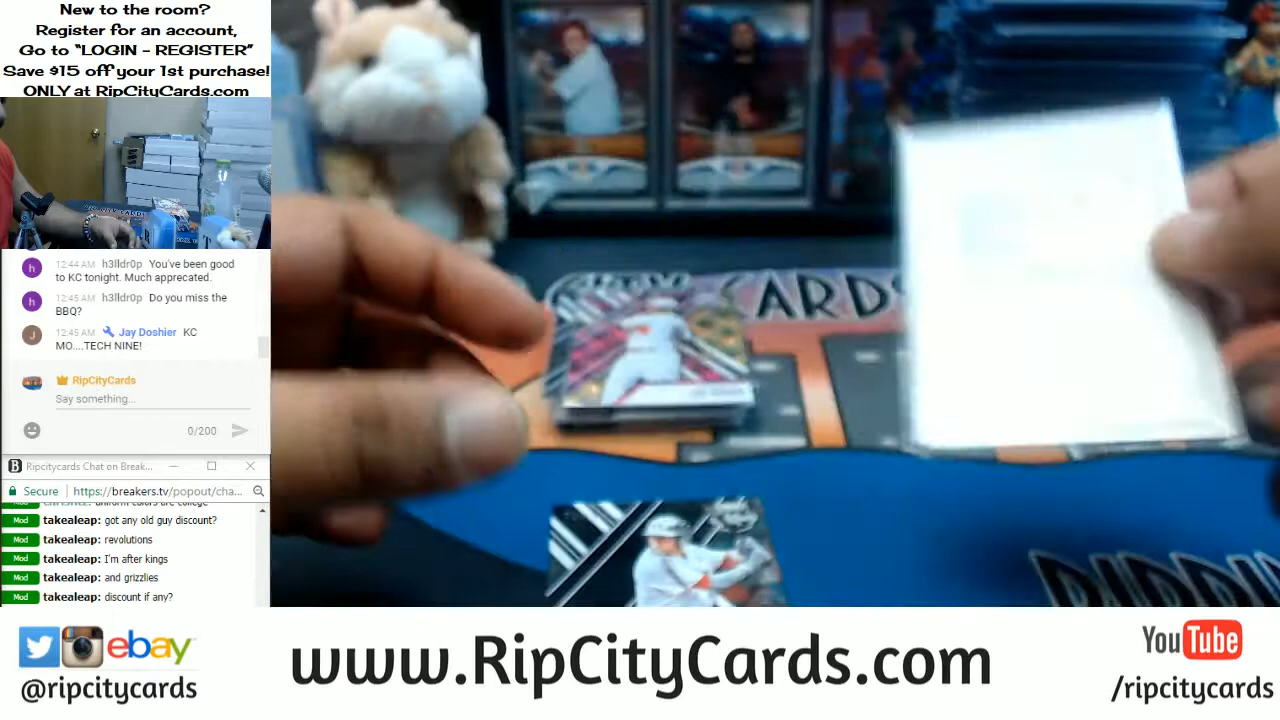 New to the room?
Register for an account,
Go to “LOGIN - REGISTER”
Save $15 off your 1st purchase!
ONLY at RipCityCards.com
h 12:44 AM h3lldr0p You've been good
to KC tonight. Much apprecated.
h 12:45 AM h3lldr0p Do you miss the
BBQ?
J 12:45 AM Jay Doshier KC
MO....TECH NINE!
RipCityCards
Say something...
0/200
B Ripcitycards Chat on Break...
Secure https://breakers.tv/popout/cha...
Mod takealeap: got any old guy discount?
Mod takealeap: revolutions
Mod takealeap: I'm after kings
Mod takealeap: and grizzlies
Mod takealeap: discount if any?
CARDS
ebay
@ripcitycards
www.RipCityCards.com
YouTube
/ripcitycards